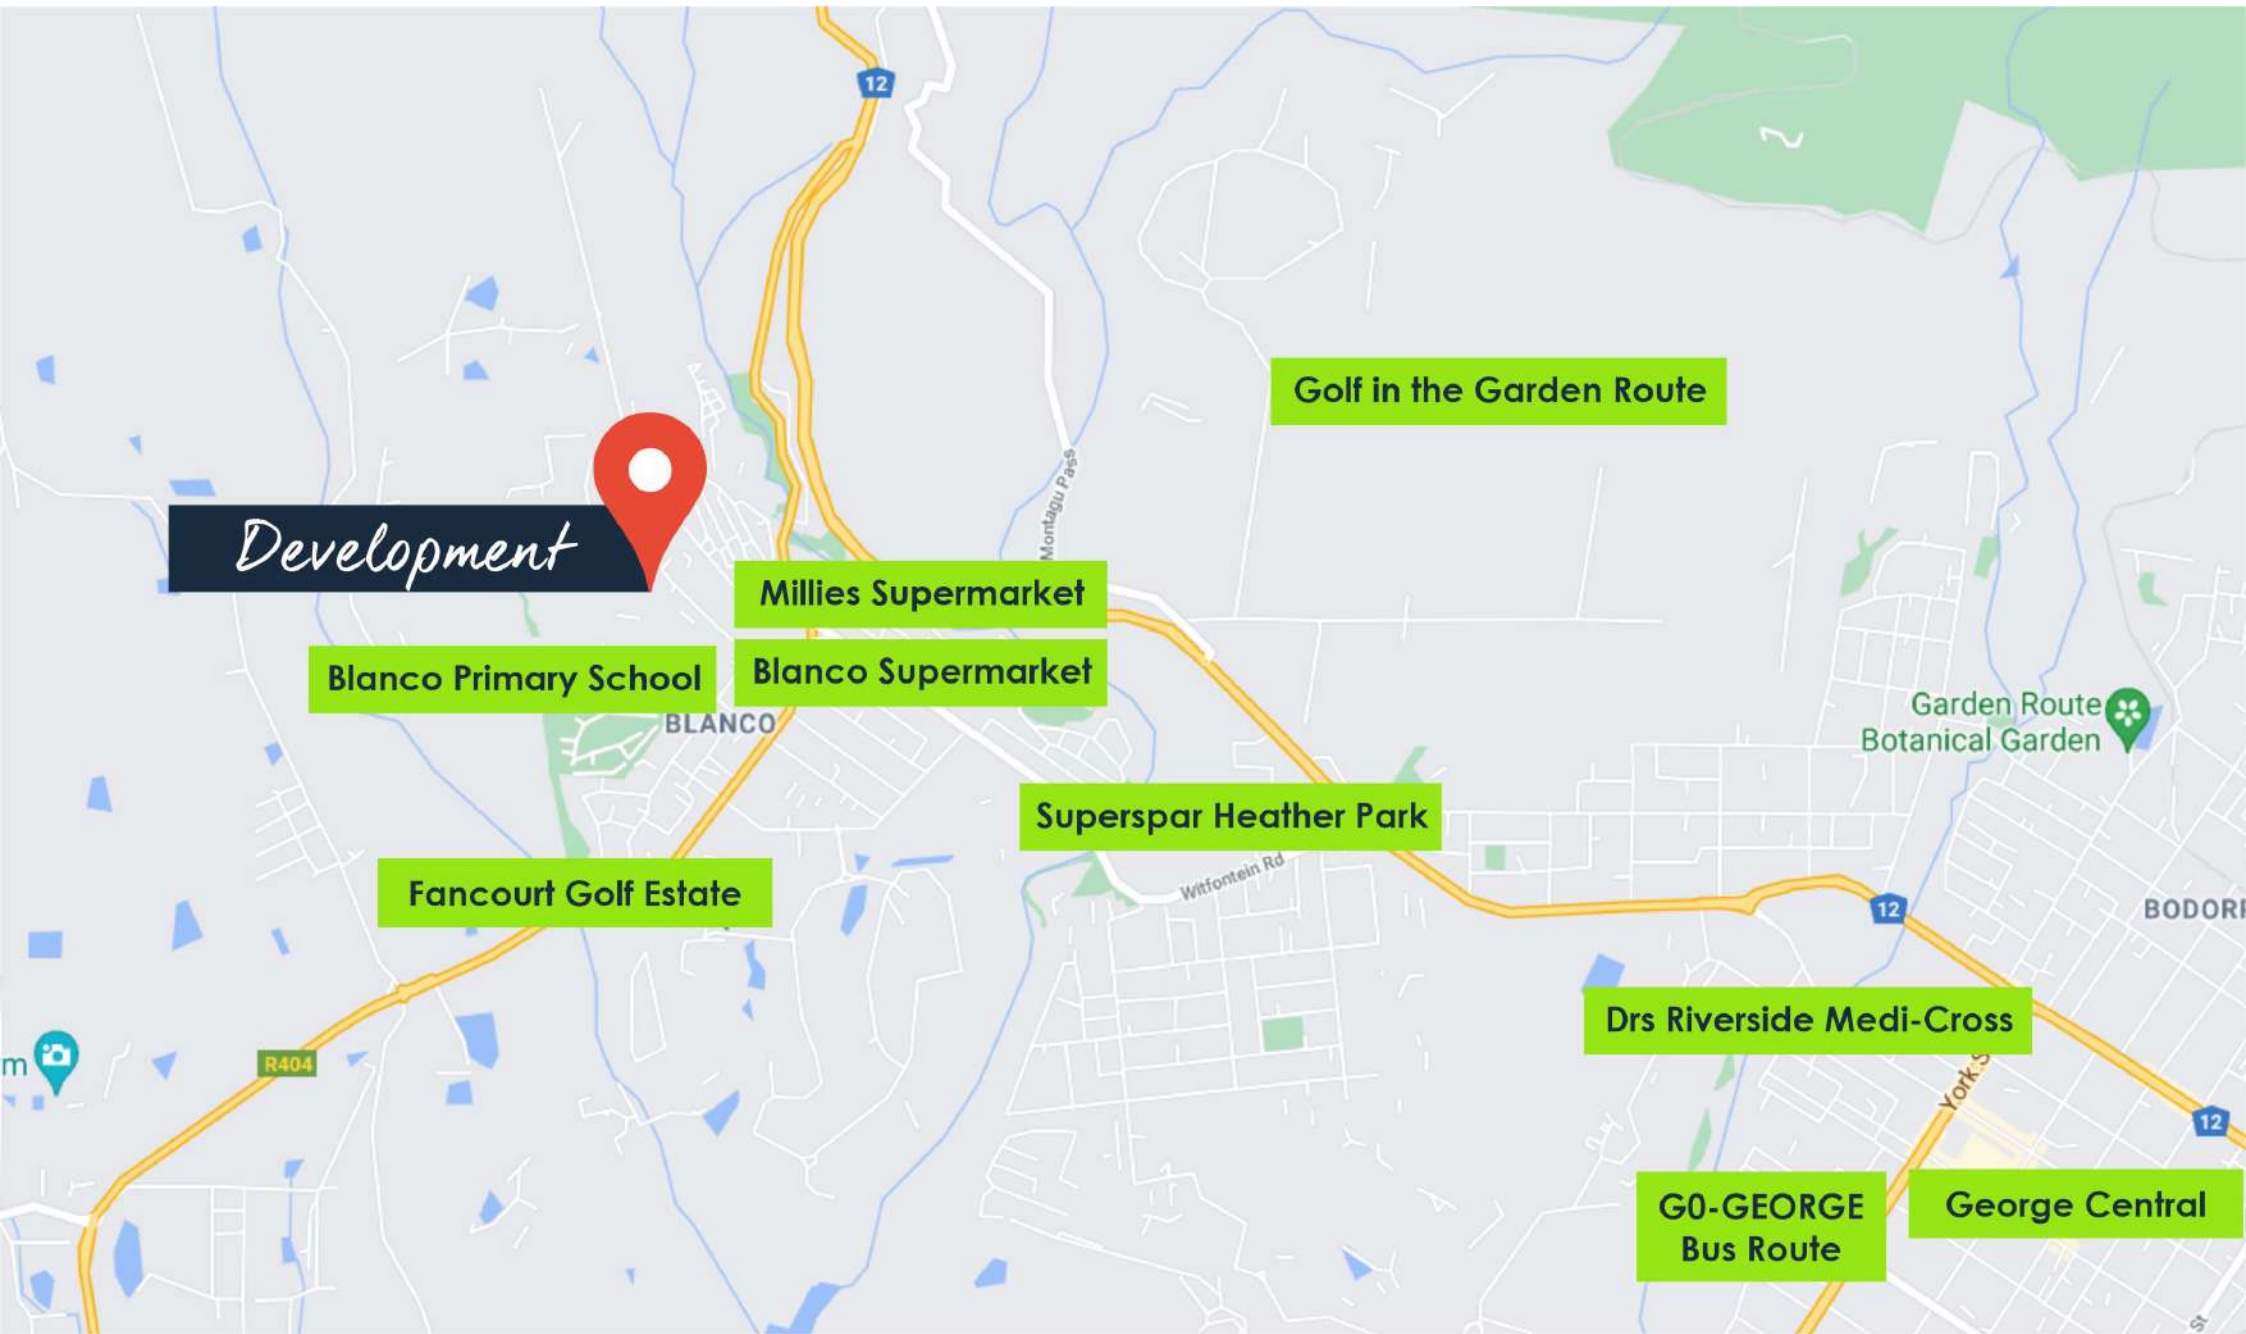 12
Golf in the Garden Route
Montagu Pass
Development
Millies Supermarket
Blanco Primary School
Blanco Supermarket
BLANCO
Garden Route
Botanical Garden
Superspar Heather Park
Witfontein Rd
Fancourt Golf Estate
12
BODORF
Drs Riverside Medi-Cross
m
R404
York S
12
G0-GEORGE
Bus Route
George Central
St